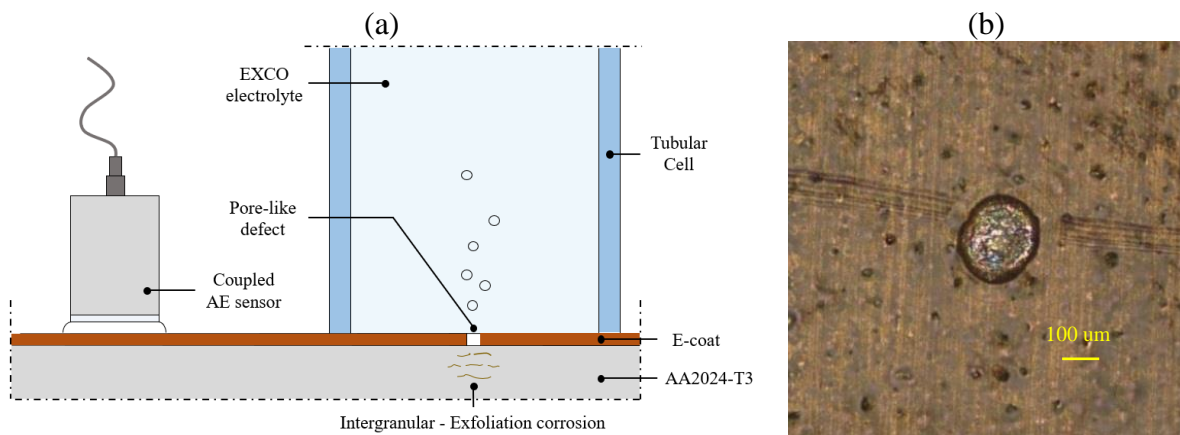 (a)
(b)
EXCO
electrolyte
Tubular
Cell
Pore-like
defect
Coupled
AE sensor
E-coat
100 um
AA2024-T3
Intergranular - Exfoliation corrosion